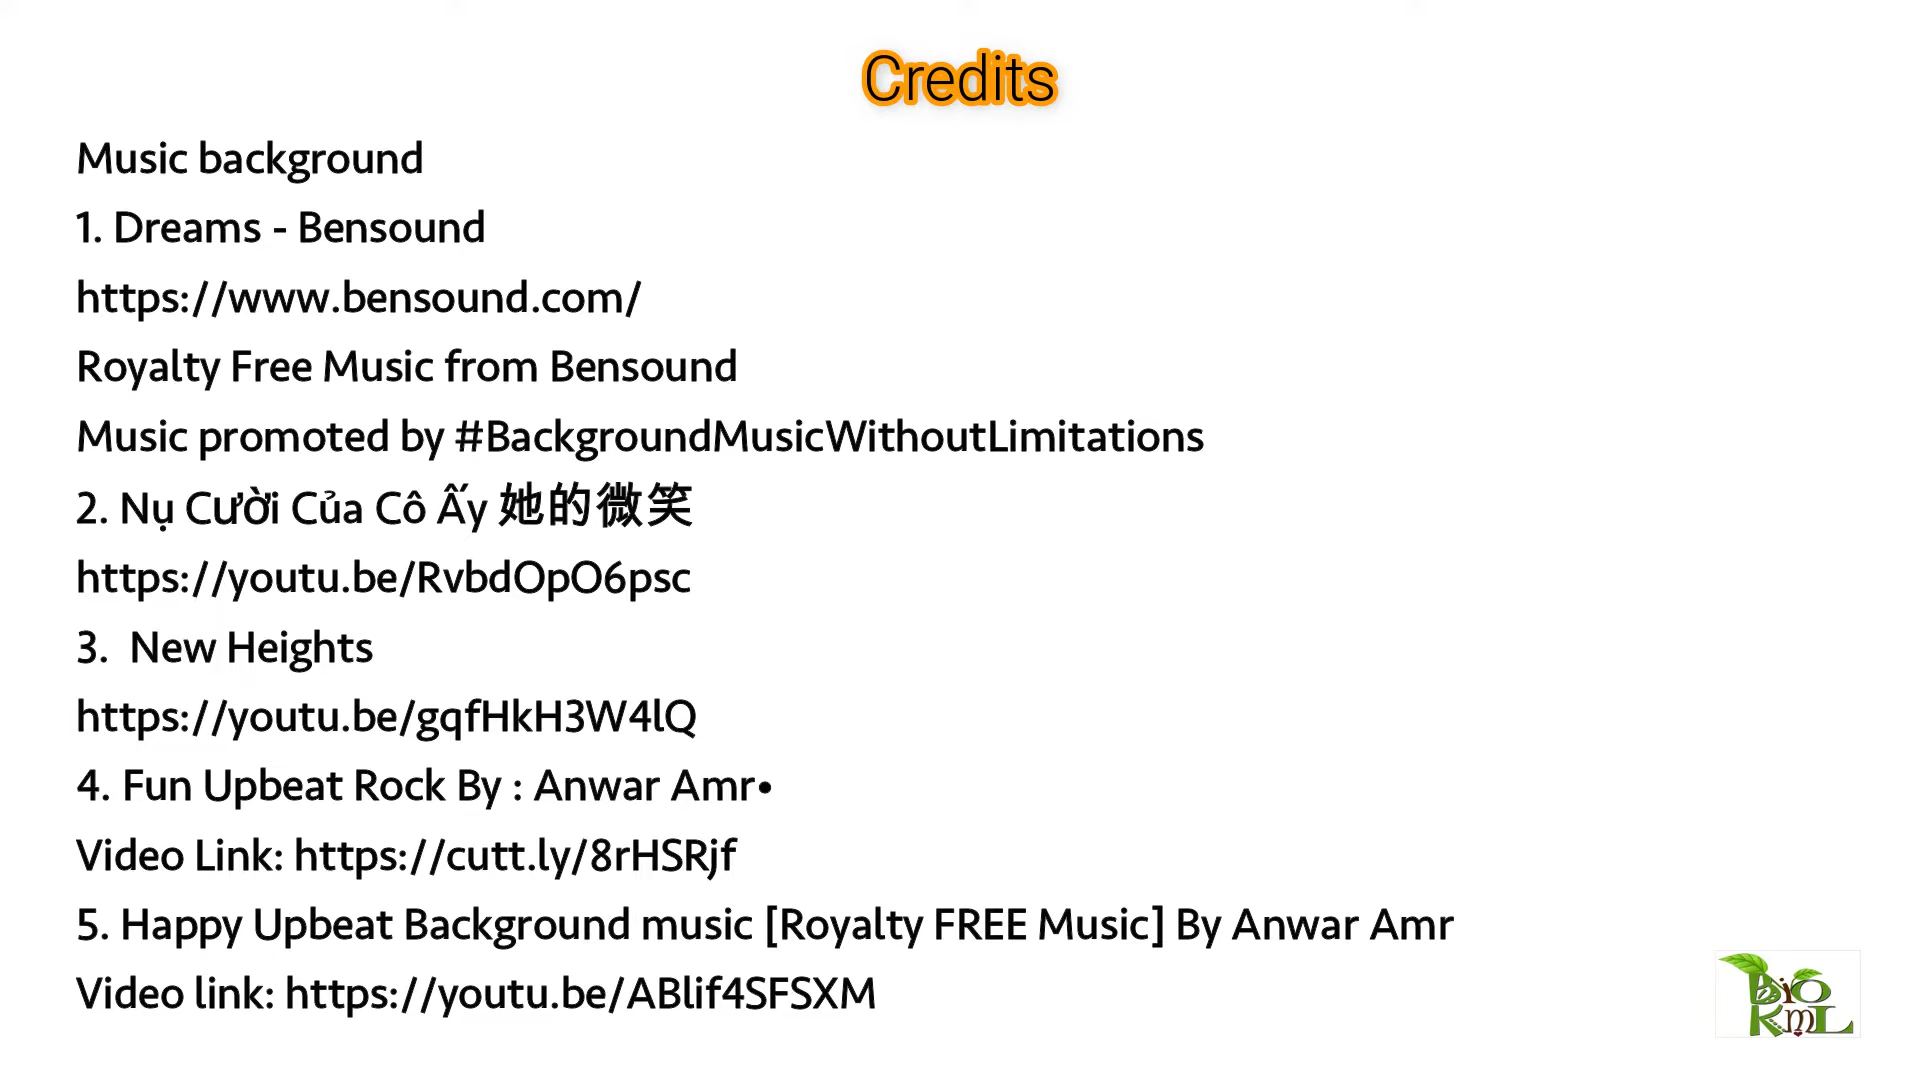 Credits
Music background
1. Dreams - Bensound
https://www.bensound.com/
Royalty Free Music from Bensound
Music promoted by #BackgroundMusicWithoutLimitations
2. Nụ Cười Của Cô Ấy 她的微笑
https://youtu.be/RvbdOpO6psc
3.  New Heights
https://youtu.be/gqfHkH3W4lQ
4. Fun Upbeat Rock By : Anwar Amr•
Video Link: https://cutt.ly/8rHSRjf
5. Happy Upbeat Background music [Royalty FREE Music] By Anwar Amr
Video link: https://youtu.be/ABlif4SFSXM
BiO
KmL